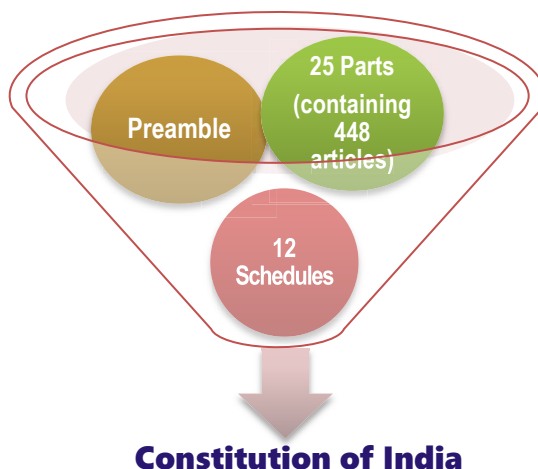 Preamble
25 Parts
(containing
448
articles)
12
Schedules
Constitution of India